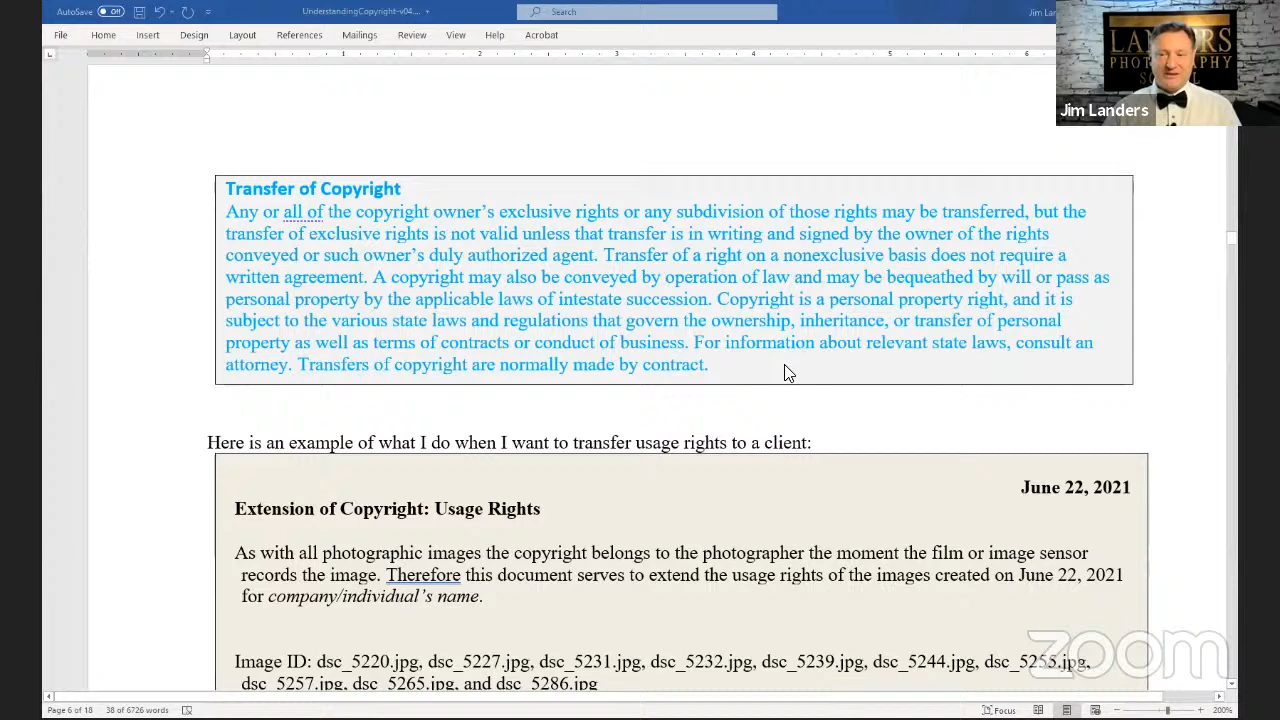 AutoSave Off UnderstandingCopyright-v04.... Search Jim Lan
File Home Insert Design Layout References Mailings Review View Help Acrobat
1 2 3 4 5 6
LANDERS
PHOTOGRAPHY
Jim Landers
Transfer of Copyright
Any or all of the copyright owner’s exclusive rights or any subdivision of those rights may be transferred, but the
transfer of exclusive rights is not valid unless that transfer is in writing and signed by the owner of the rights
conveyed or such owner’s duly authorized agent. Transfer of a right on a nonexclusive basis does not require a
written agreement. A copyright may also be conveyed by operation of law and may be bequeathed by will or pass as
personal property by the applicable laws of intestate succession. Copyright is a personal property right, and it is
subject to the various state laws and regulations that govern the ownership, inheritance, or transfer of personal
property as well as terms of contracts or conduct of business. For information about relevant state laws, consult an
attorney. Transfers of copyright are normally made by contract.
Here is an example of what I do when I want to transfer usage rights to a client:
June 22, 2021
Extension of Copyright: Usage Rights
As with all photographic images the copyright belongs to the photographer the moment the film or image sensor
records the image. Therefore this document serves to extend the usage rights of the images created on June 22, 2021
for company/individual’s name.
Image ID: dsc_5220.jpg, dsc_5227.jpg, dsc_5231.jpg, dsc_5232.jpg, dsc_5239.jpg, dsc_5244.jpg, dsc_5255.jpg,
dsc_5257.jpg, dsc_5265.jpg, and dsc_5286.jpg
zoom
Page 6 of 18 38 of 6726 words Focus 200%